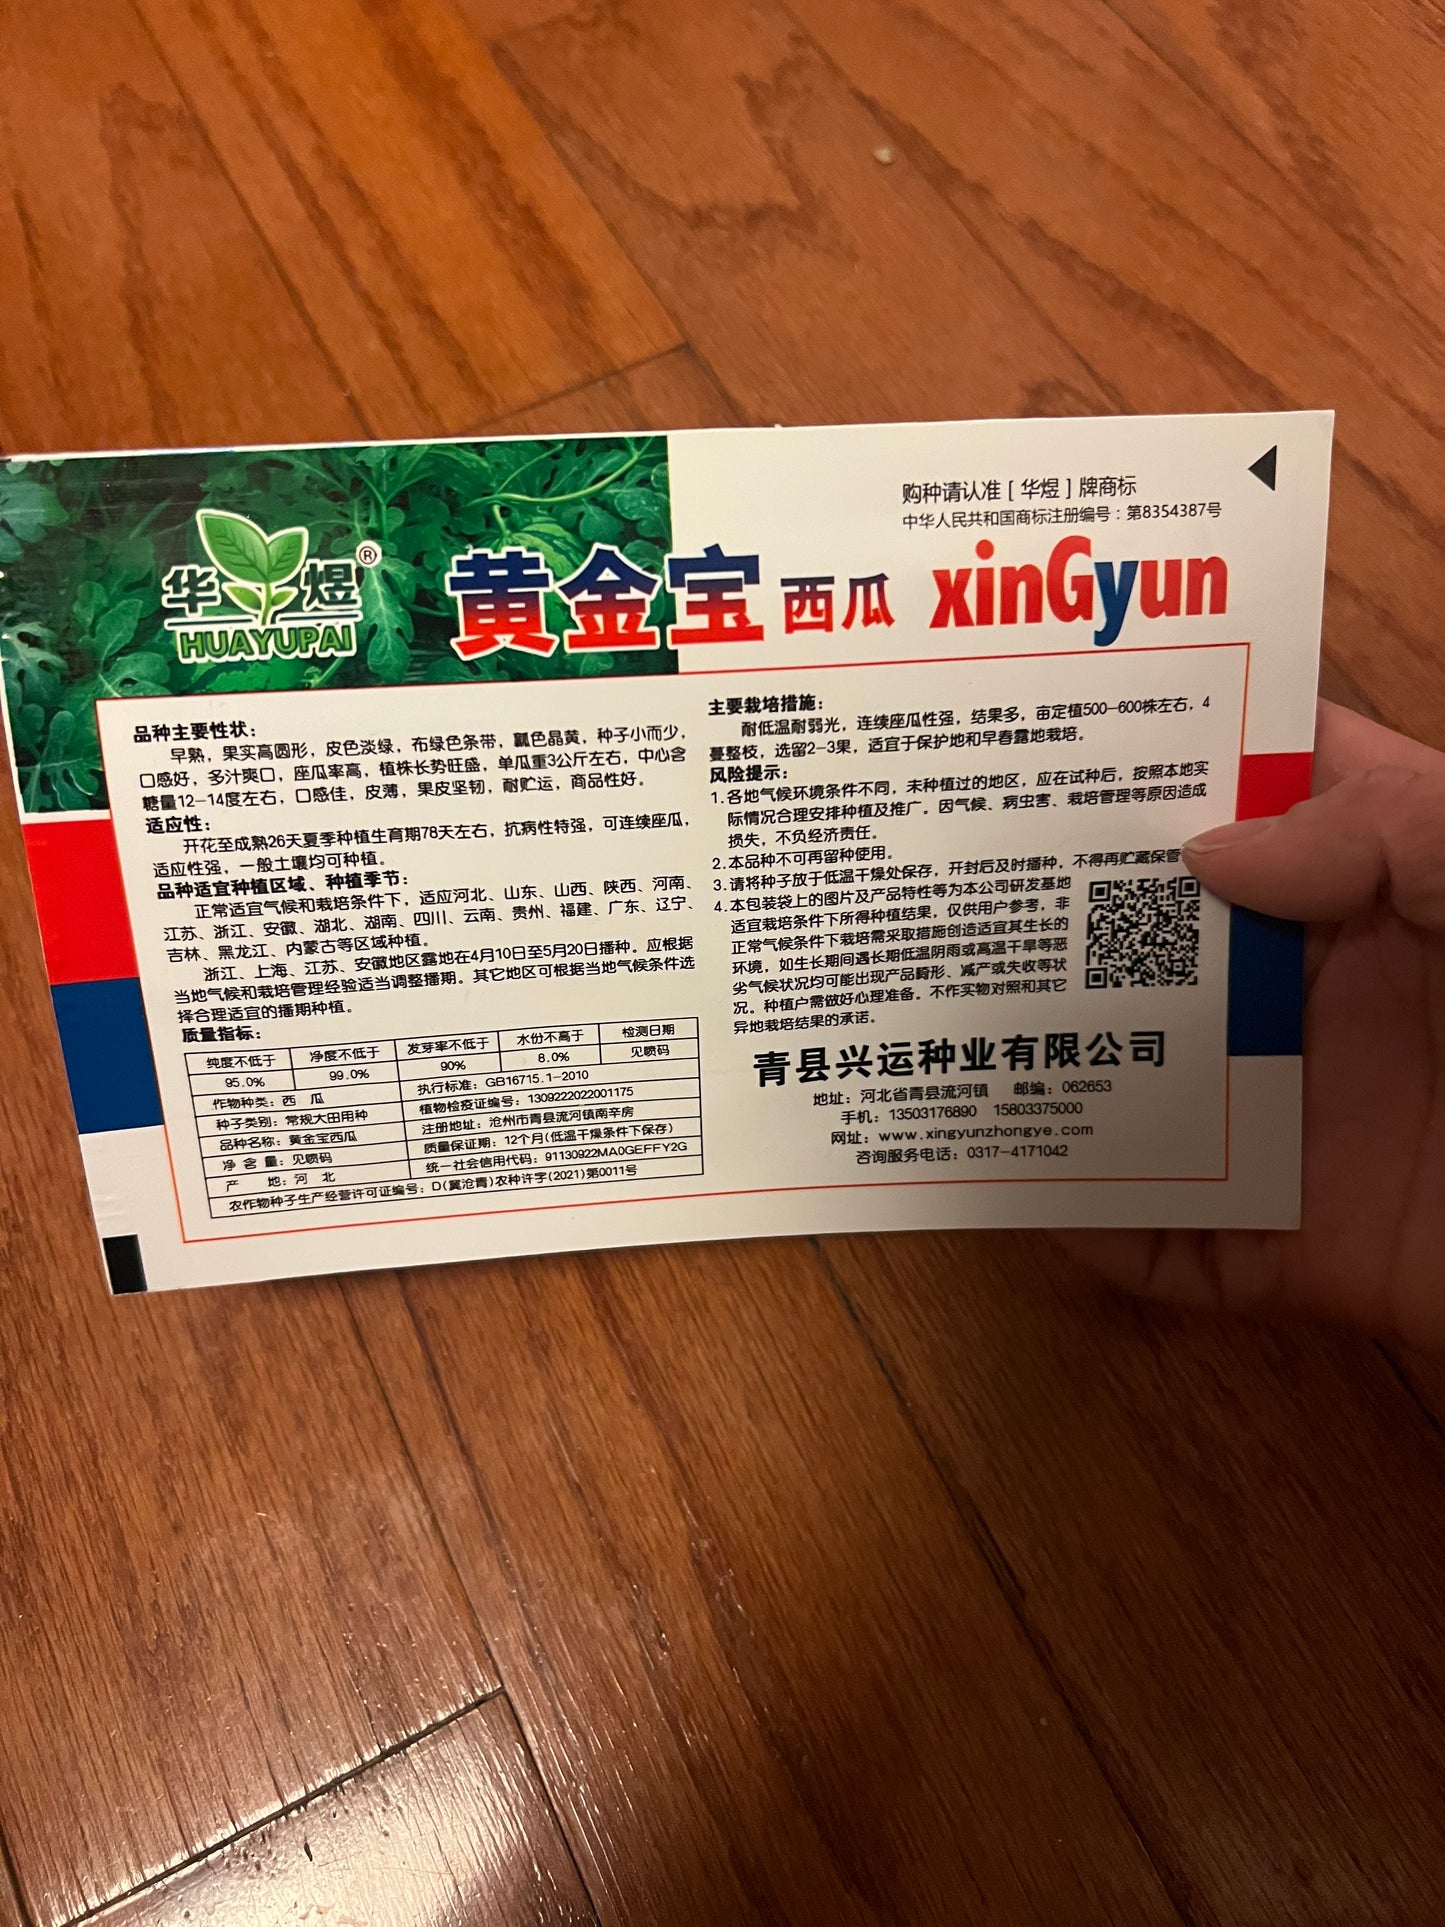 购种请认准［华煜］牌商标
中华人民共和国商标注册编号：第8354387号
华煜®
HUAYUPAI
黄金宝西瓜
xinGyun
品种主要性状：
早熟，果实高圆形，皮色淡绿，布绿色条带，瓤色晶黄，种子小而少，
口感好，多汁爽口，座瓜率高，植株长势旺盛，单瓜重3公斤左右，中心含
糖量12-14度左右，口感佳，皮薄，果皮坚韧，耐贮运，商品性好。
适应性：
开花至成熟26天夏季种植生育期78天左右，抗病性特强，可连续座瓜，
适应性强，一般土壤均可种植。
品种适宜种植区域、种植季节：
正常适宜气候和栽培条件下，适应河北、山东、山西、陕西、河南、
江苏、浙江、安徽、湖北、湖南、四川、云南、贵州、福建、广东、辽宁、
吉林、黑龙江、内蒙古等区域种植。
浙江、上海、江苏、安徽地区露地在4月10日至5月20日播种。应根据
当地气候和栽培管理经验适当调整播期。其它地区可根据当地气候条件选
择合理适宜的播期种植。
质量指标：
纯度不低于 净度不低于 发芽率不低于 水份不高于 检测日期
95.0% 99.0% 90% 8.0% 见喷码
作物种类：西 瓜 执行标准：GB16715.1-2010
种子类别：常规大田用种 植物检疫证编号：1309222022001175
品种名称：黄金宝西瓜 注册地址：沧州市青县流河镇南辛房
净 含 量：见喷码 质量保证期：12个月(低温干燥条件下保存)
产 地：河 北 统一社会信用代码：91130922MA0GEFFY2G
农作物种子生产经营许可证编号：D(冀沧青)农种许字(2021)第0011号
主要栽培措施：
耐低温耐弱光，连续座瓜性强，结果多，亩定植500-600株左右，4
蔓整枝，选留2-3果，适宜于保护地和早春露地栽培。
风险提示：
1.各地气候环境条件不同，未种植过的地区，应在试种后，按照本地实
际情况合理安排种植及推广。因气候、病虫害、栽培管理等原因造成
损失，不负经济责任。
2.本品种不可再留种使用。
3.请将种子放于低温干燥处保存，开封后及时播种，不得再贮藏保管
4.本包装袋上的图片及产品特性等为本公司研发基地
适宜栽培条件下所得种植结果，仅供用户参考，非
正常气候条件下栽培需采取措施创造适宜其生长的
环境，如生长期间遇长期低温阴雨或高温干旱等恶
劣气候状况均可能出现产品畸形、减产或失收等状
况。种植户需做好心理准备。不作实物对照和其它
异地栽培结果的承诺。
青县兴运种业有限公司
地址：河北省青县流河镇 邮编：062653
手机：13503176890 15803375000
网址：www.xingyunzhongye.com
咨询服务电话：0317-4171042